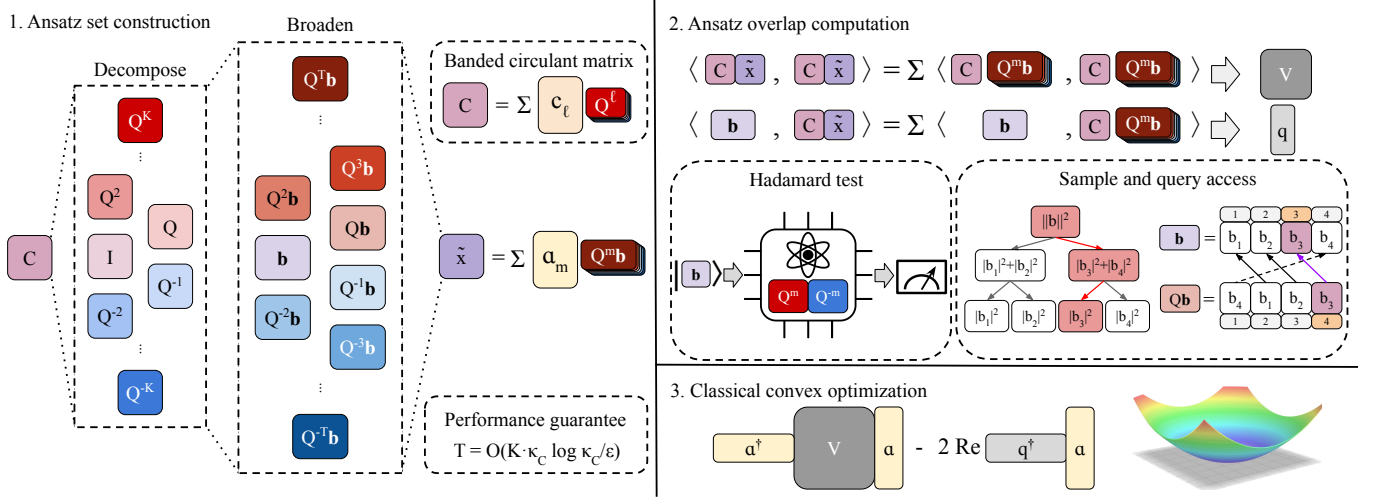 1. Ansatz set construction
Decompose
Broaden
C
Q^K
...
Q^2
Q
I
Q^-1
Q^-2
...
Q^-K
Q^T b
...
Q^3 b
Q^2 b
Qb
b
Q^-1 b
Q^-2 b
Q^-3 b
...
Q^-T b
Banded circulant matrix
C = Σ c_ℓ Q^ℓ
x̃ = Σ α_m Q^m b
Performance guarantee
T = O(K·κ_C log κ_C/ε)
2. Ansatz overlap computation
⟨ C x̃ , C x̃ ⟩ = Σ ⟨ C Q^m b , C Q^m b ⟩ V
⟨ b , C x̃ ⟩ = Σ ⟨ b , C Q^m b ⟩ q
Hadamard test
|b⟩
Q^m Q^-m
Sample and query access
||b||^2
|b_1|^2+|b_2|^2 |b_3|^2+|b_4|^2
|b_1|^2 |b_2|^2 |b_3|^2 |b_4|^2
1 2 3 4
b = b_1 b_2 b_3 b_4
Qb = b_4 b_1 b_2 b_3
1 2 3 4
3. Classical convex optimization
α† V α - 2 Re q† α